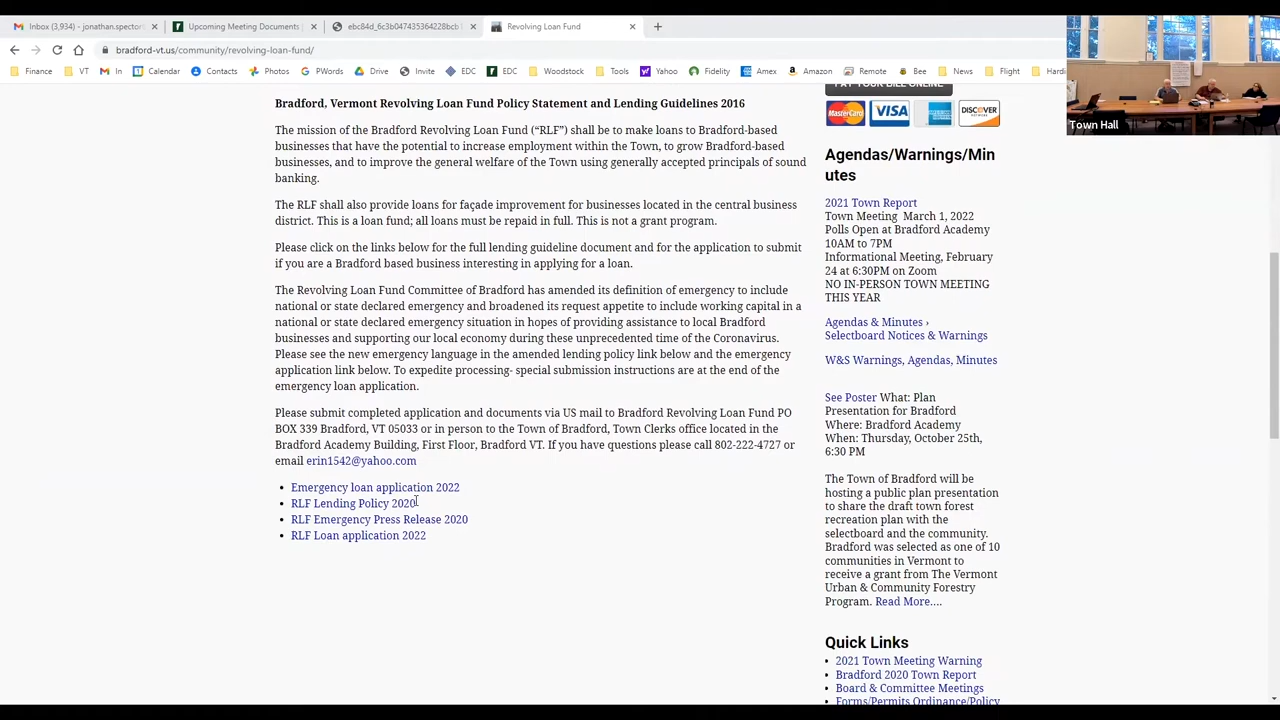 Inbox (3,934) - jonathan.spector
Upcoming Meeting Documents |
ebc84d_6c3b047435364228bcb
Revolving Loan Fund
bradford-vt.us/community/revolving-loan-fund/
Finance
VT
In
Calendar
Contacts
Photos
PWords
Drive
Invite
EDC
EDC
Woodstock
Tools
Yahoo
Fidelity
Amex
Amazon
Remote
Bee
News
Flight
Hardi
Town Hall
Bradford, Vermont Revolving Loan Fund Policy Statement and Lending Guidelines 2016
The mission of the Bradford Revolving Loan Fund (“RLF”) shall be to make loans to Bradford-based
businesses that have the potential to increase employment within the Town, to grow Bradford-based
businesses, and to improve the general welfare of the Town using generally accepted principals of sound
banking.
The RLF shall also provide loans for façade improvement for businesses located in the central business
district. This is a loan fund; all loans must be repaid in full. This is not a grant program.
Please click on the links below for the full lending guideline document and for the application to submit
if you are a Bradford based business interesting in applying for a loan.
The Revolving Loan Fund Committee of Bradford has amended its definition of emergency to include
national or state declared emergency and broadened its request appetite to include working capital in a
national or state declared emergency situation in hopes of providing assistance to local Bradford
businesses and supporting our local economy during these unprecedented time of the Coronavirus.
Please see the new emergency language in the amended lending policy link below and the emergency
application link below. To expedite processing- special submission instructions are at the end of the
emergency loan application.
Please submit completed application and documents via US mail to Bradford Revolving Loan Fund PO
BOX 339 Bradford, VT 05033 or in person to the Town of Bradford, Town Clerks office located in the
Bradford Academy Building, First Floor, Bradford VT. If you have questions please call 802-222-4727 or
email erin1542@yahoo.com
• Emergency loan application 2022
• RLF Lending Policy 2020
• RLF Emergency Press Release 2020
• RLF Loan application 2022
PAY YOUR BILL ONLINE
MasterCard
VISA
AMERICAN EXPRESS
DISCOVER
NETWORK
Agendas/Warnings/Min
utes
2021 Town Report
Town Meeting March 1, 2022
Polls Open at Bradford Academy
10AM to 7PM
Informational Meeting, February
24 at 6:30PM on Zoom
NO IN-PERSON TOWN MEETING
THIS YEAR
Agendas & Minutes ›
Selectboard Notices & Warnings
W&S Warnings, Agendas, Minutes
See Poster What: Plan
Presentation for Bradford
Where: Bradford Academy
When: Thursday, October 25th,
6:30 PM
The Town of Bradford will be
hosting a public plan presentation
to share the draft town forest
recreation plan with the
selectboard and the community.
Bradford was selected as one of 10
communities in Vermont to
receive a grant from The Vermont
Urban & Community Forestry
Program. Read More....
Quick Links
• 2021 Town Meeting Warning
• Bradford 2020 Town Report
• Board & Committee Meetings
• Forms/Permits Ordinance/Policy